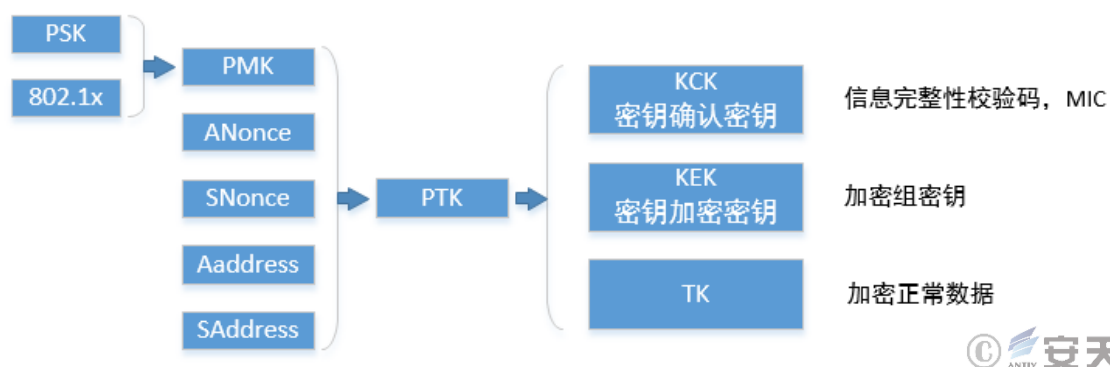 PSK
802.1x
PMK
ANonce
SNonce
Aaddress
SAddress
PTK
KCK
密钥确认密钥
信息完整性校验码，MIC
KEK
密钥加密密钥
加密组密钥
TK
加密正常数据
© 安天
ANTIY